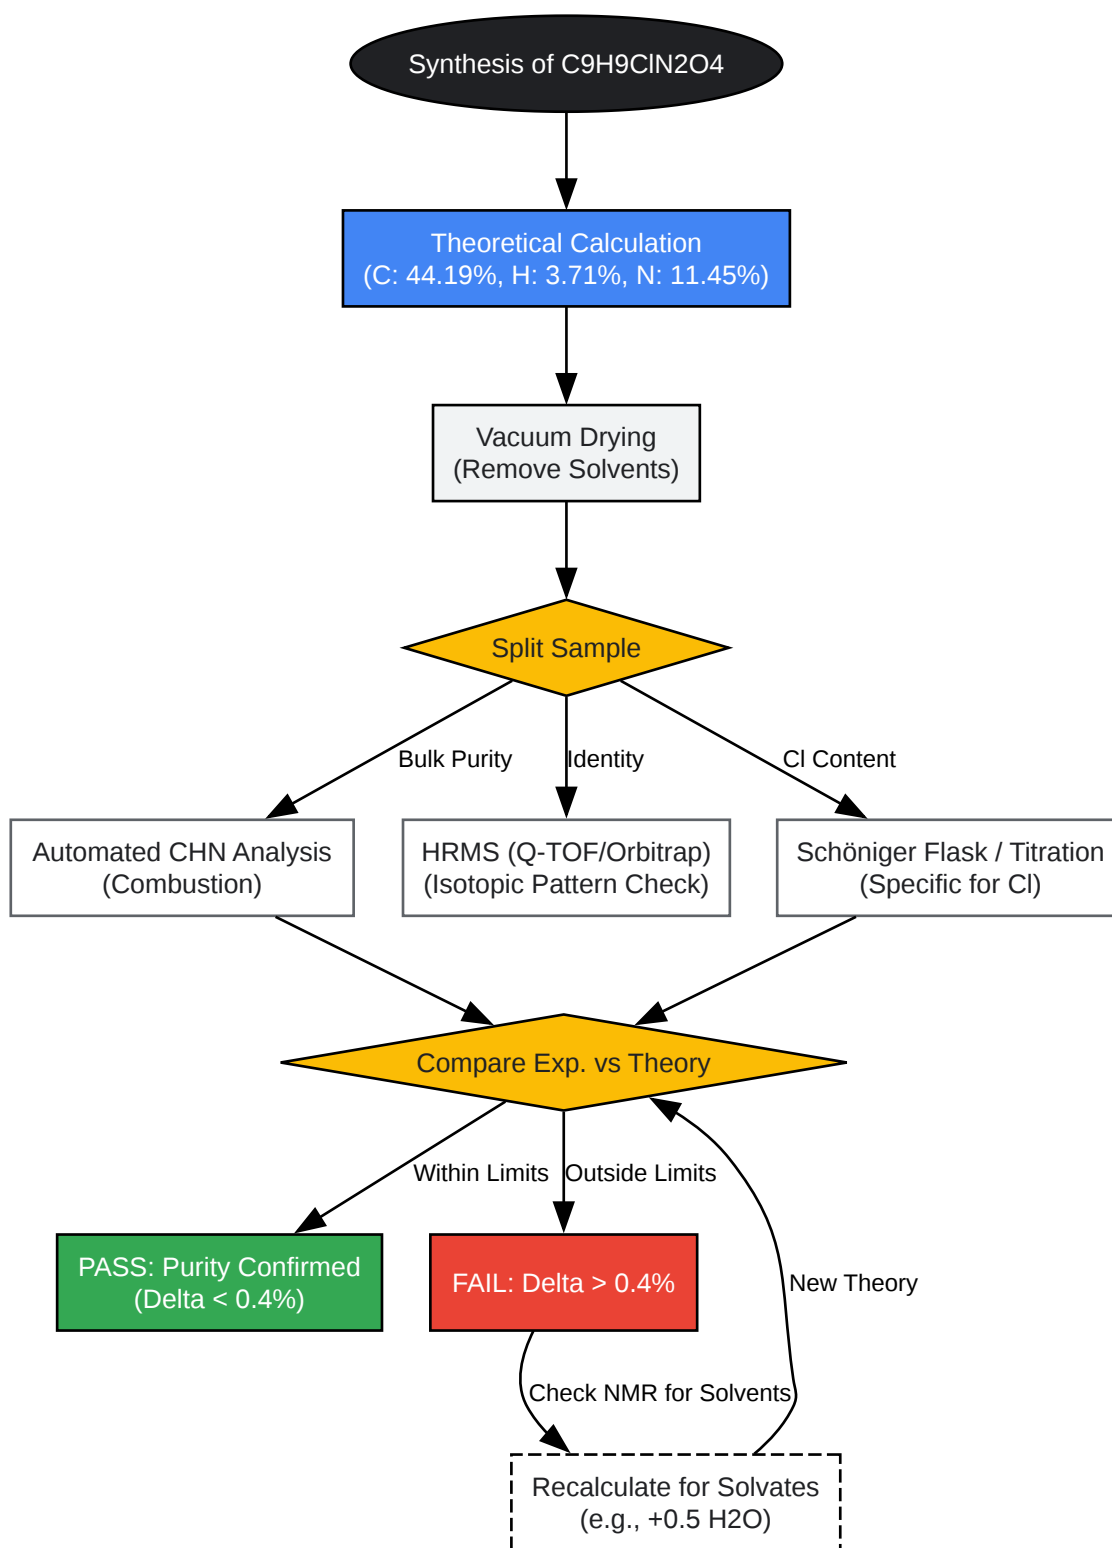 Synthesis of C9H9ClN2O4
Theoretical Calculation
(C: 44.19%, H: 3.71%, N: 11.45%)
Vacuum Drying
(Remove Solvents)
Split Sample
Bulk Purity
Identity
Cl Content
Automated CHN Analysis
(Combustion)
HRMS (Q-TOF/Orbitrap)
(Isotopic Pattern Check)
Schöniger Flask / Titration
(Specific for Cl)
Compare Exp. vs Theory
Within Limits
Outside Limits
PASS: Purity Confirmed
(Delta < 0.4%)
FAIL: Delta > 0.4%
New Theory
Check NMR for Solvents
Recalculate for Solvates
(e.g., +0.5 H2O)